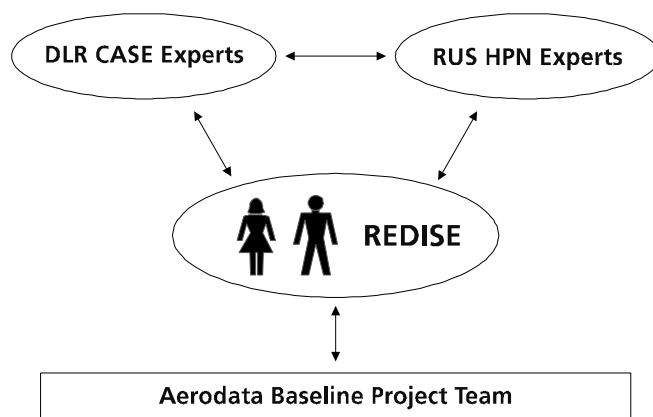 DLR CASE Experts
RUS HPN Experts
REDISE
Aerodata Baseline Project Team